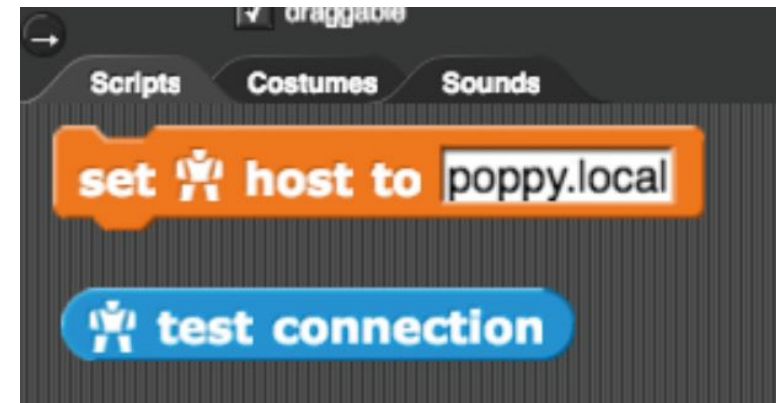 draggable
Scripts Costumes Sounds
set host to poppy.local
test connection